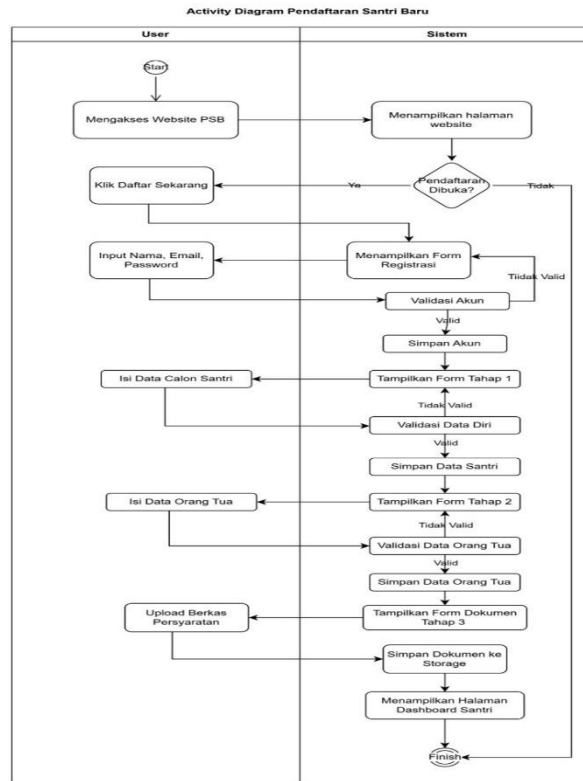 Activity Diagram Pendaftaran Santri Baru
User
Sistem
Start
Mengakses Website PSB
Menampilkan halaman
website
Klik Daftar Sekarang
Ya
Pendaftaran
Dibuka?
Tidak
Input Nama, Email,
Password
Menampilkan Form
Registrasi
Tiidak Valid
Validasi Akun
Valid
Simpan Akun
Isi Data Calon Santri
Tampilkan Form Tahap 1
Tidak Valid
Validasi Data Diri
Valid
Simpan Data Santri
Isi Data Orang Tua
Tampilkan Form Tahap 2
Tidak Valid
Validasi Data Orang Tua
Valid
Simpan Data Orang Tua
Upload Berkas
Persyaratan
Tampilkan Form Dokumen
Tahap 3
Simpan Dokumen ke
Storage
Menampilkan Halaman
Dashboard Santri
Finish